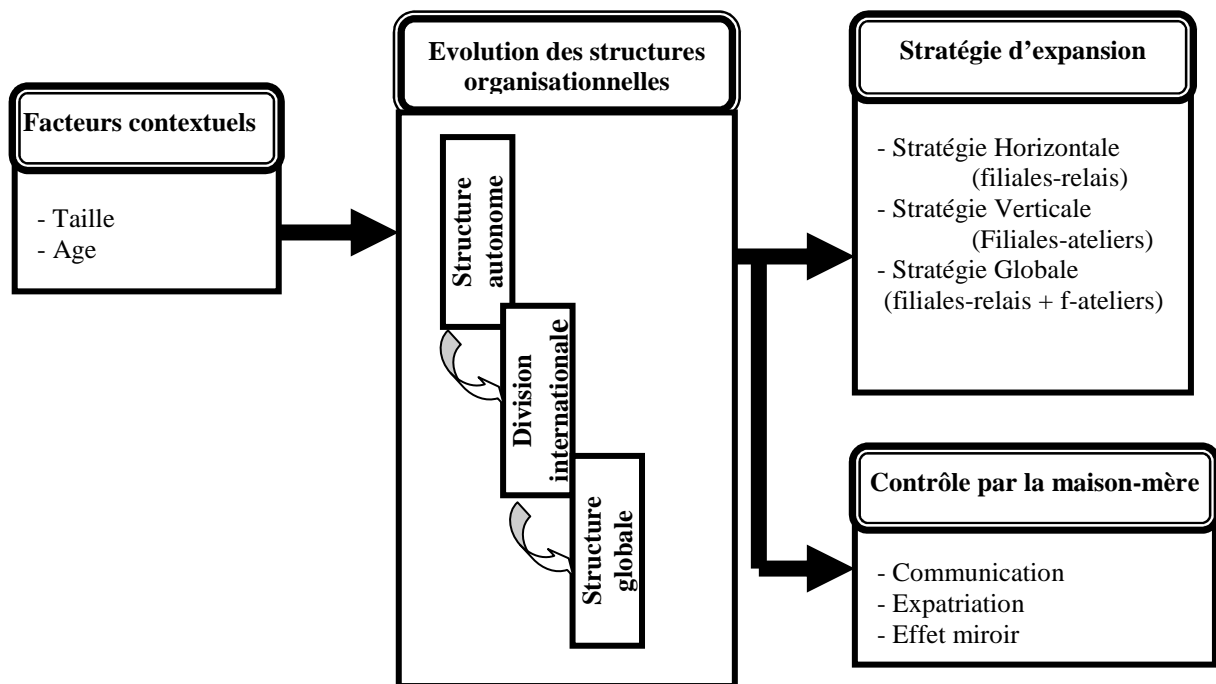 Facteurs contextuels
- Taille
- Age
Evolution des structures
organisationnelles
Structure
autonome
Division
internationale
Structure
globale
Stratégie d’expansion
- Stratégie Horizontale
(filiales-relais)
- Stratégie Verticale
(Filiales-ateliers)
- Stratégie Globale
(filiales-relais + f-ateliers)
Contrôle par la maison-mère
- Communication
- Expatriation
- Effet miroir